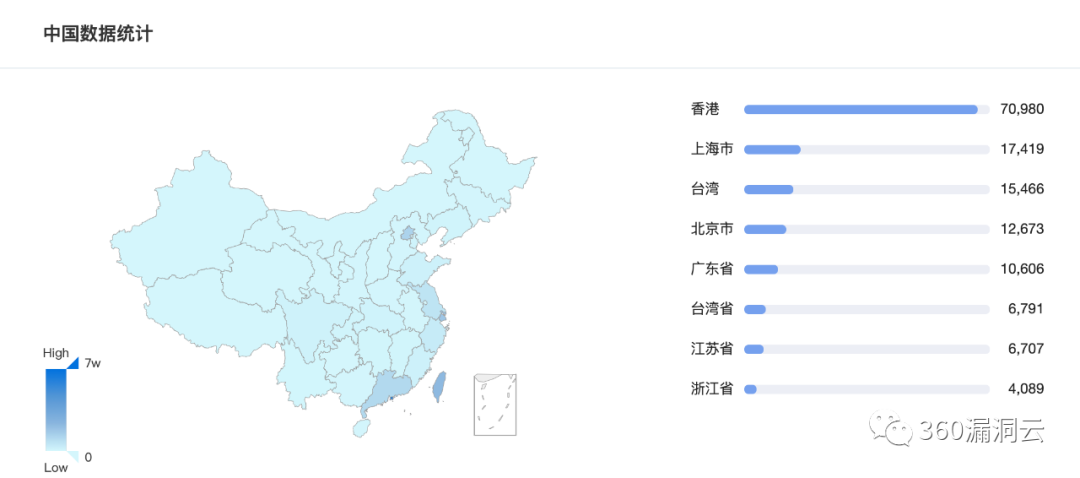 中国数据统计
香港 70,980
上海市 17,419
台湾 15,466
北京市 12,673
广东省 10,606
台湾省 6,791
江苏省 6,707
浙江省 4,089
High
7w
0
Low
360漏洞云